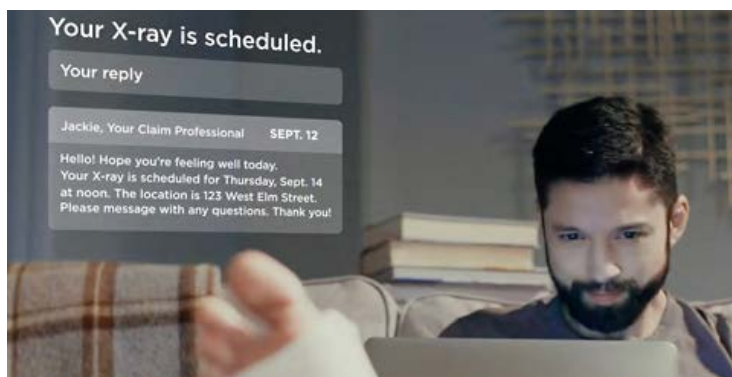 Your X-ray is scheduled.
Your reply
Jackie, Your Claim Professional SEPT. 12
Hello! Hope you're feeling well today.
Your X-ray is scheduled for Thursday, Sept. 14
at noon. The location is 123 West Elm Street.
Please message with any questions. Thank you!